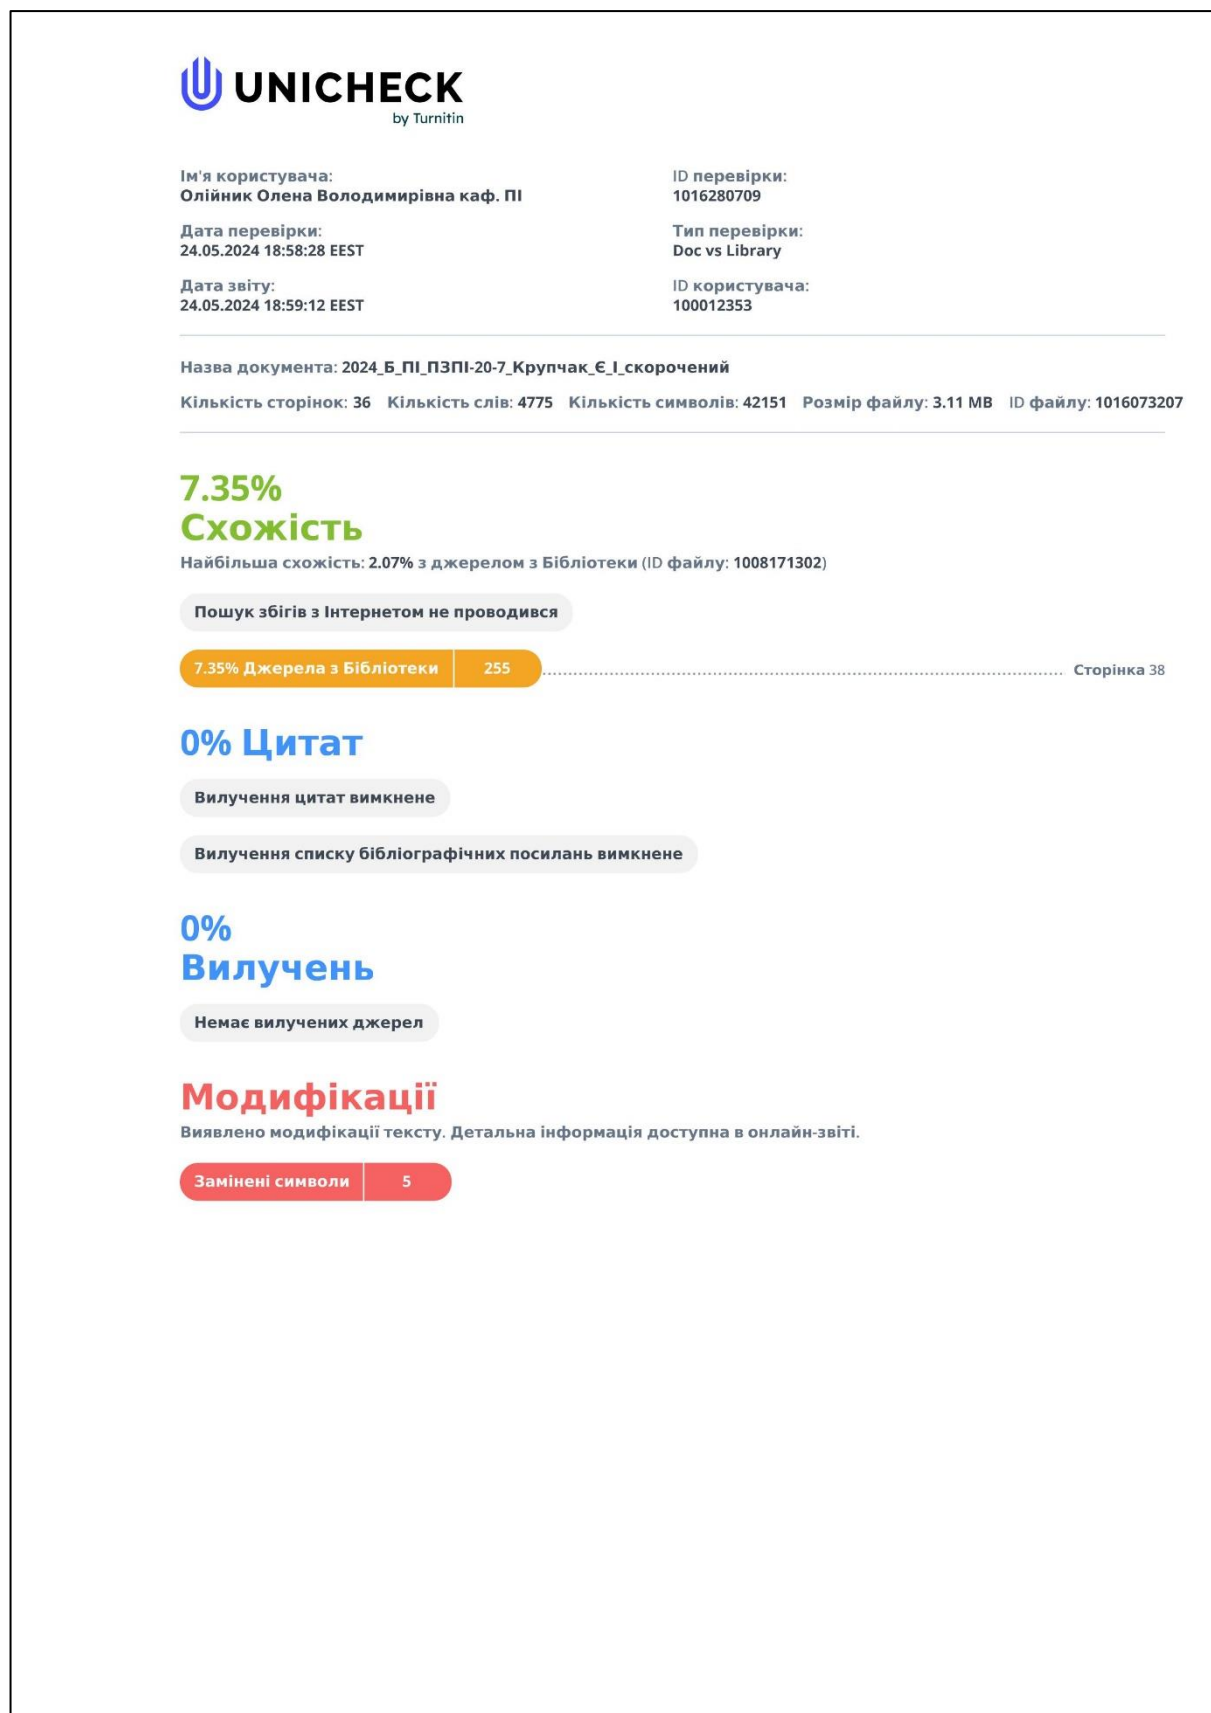 UNICHECK
by Turnitin
Ім'я користувача:
Олійник Олена Володимирівна каф. ПІ
ID перевірки:
1016280709
Дата перевірки:
24.05.2024 18:58:28 EEST
Тип перевірки:
Doc vs Library
Дата звіту:
24.05.2024 18:59:12 EEST
ID користувача:
100012353
Назва документа: 2024_Б_ПІ_ПЗПІ-20-7_Крупчак_Є_І_скорочений
Кількість сторінок: 36 Кількість слів: 4775 Кількість символів: 42151 Розмір файлу: 3.11 MB ID файлу: 1016073207
7.35%
Схожість
Найбільша схожість: 2.07% з джерелом з Бібліотеки (ID файлу: 1008171302)
Пошук збігів з Інтернетом не проводився
7.35% Джерела з Бібліотеки 255 Сторінка 38
0% Цитат
Вилучення цитат вимкнене
Вилучення списку бібліографічних посилань вимкнене
0%
Вилучень
Немає вилучених джерел
Модифікації
Виявлено модифікації тексту. Детальна інформація доступна в онлайн-звіті.
Замінені символи 5